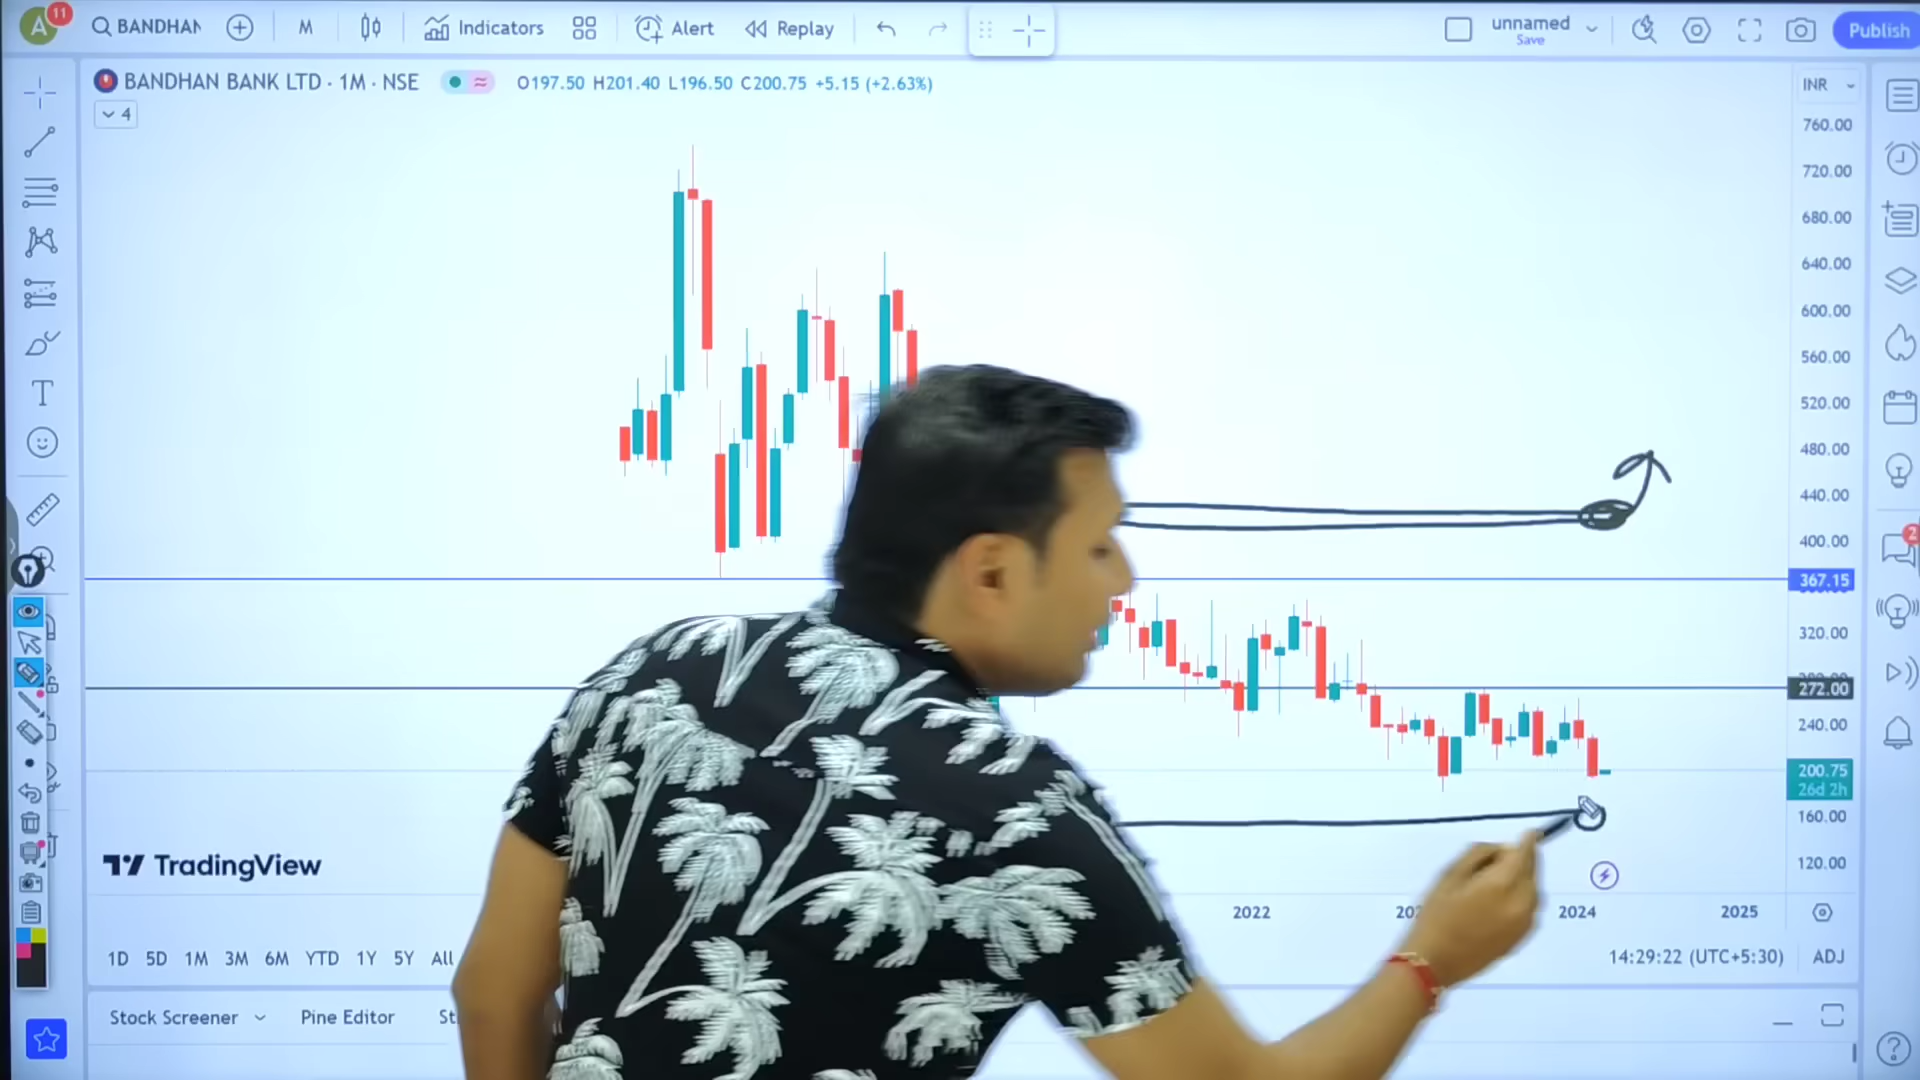 A 11 BANDHAN M Indicators Alert Replay unnamed Save Publish
BANDHAN BANK LTD · 1M · NSE O197.50 H201.40 L196.50 C200.75 +5.15 (+2.63%) INR
4
760.00
720.00
680.00
640.00
600.00
560.00
520.00
480.00
440.00
400.00
367.15
320.00
272.00
240.00
200.75
26d 2h
160.00
120.00
TradingView
2022 2024 2025
1D 5D 1M 3M 6M YTD 1Y 5Y All 14:29:22 (UTC+5:30) ADJ
Stock Screener Pine Editor
2
T